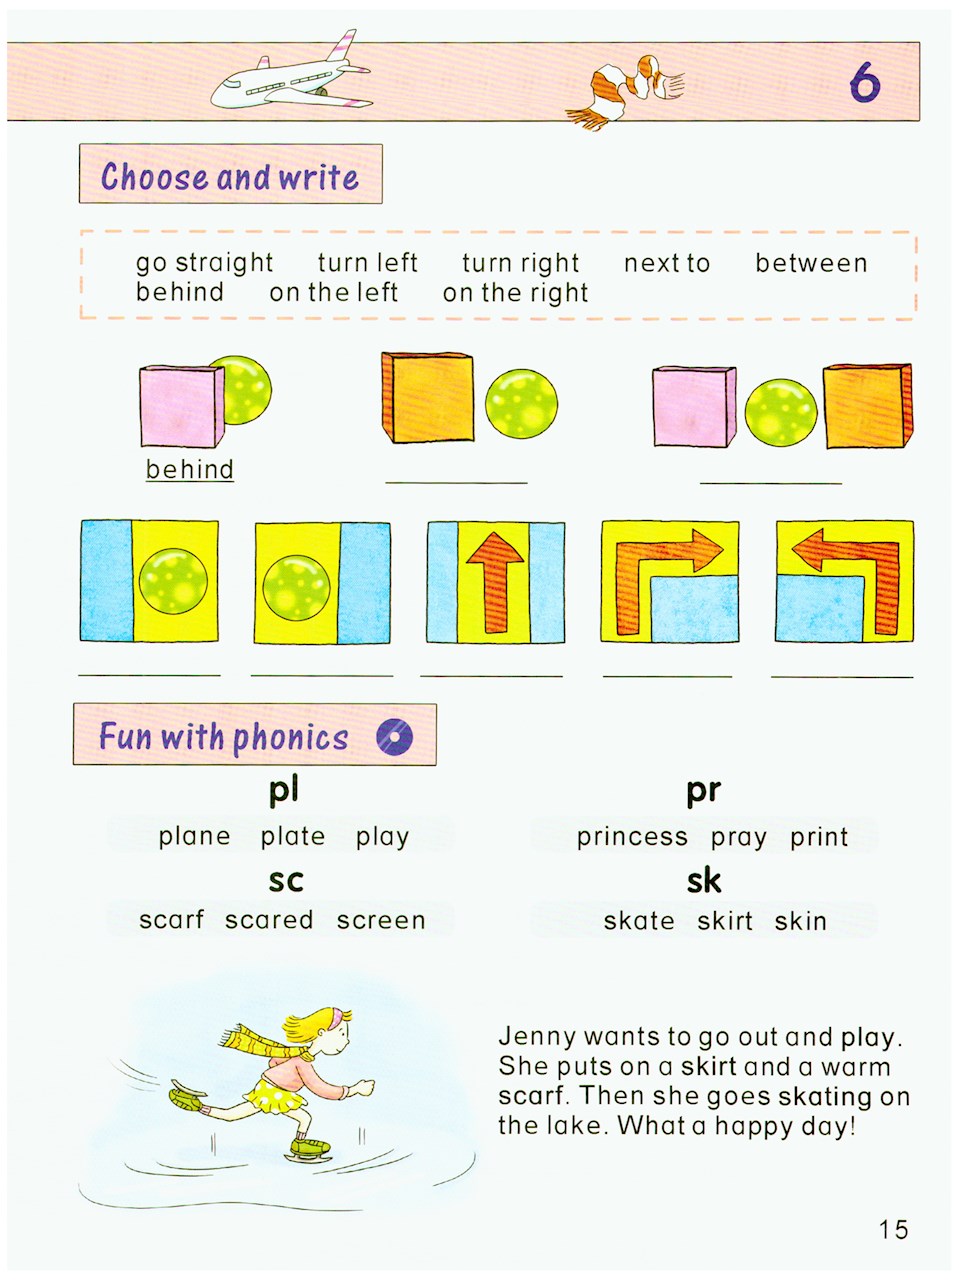 6
Choose and write
go straight turn left turn right next to between
behind on the left on the right
behind
Fun with phonics
pl pr
plane plate play princess pray print
sc sk
scarf scared screen skate skirt skin
Jenny wants to go out and play.
She puts on a skirt and a warm
scarf. Then she goes skating on
the lake. What a happy day!
15